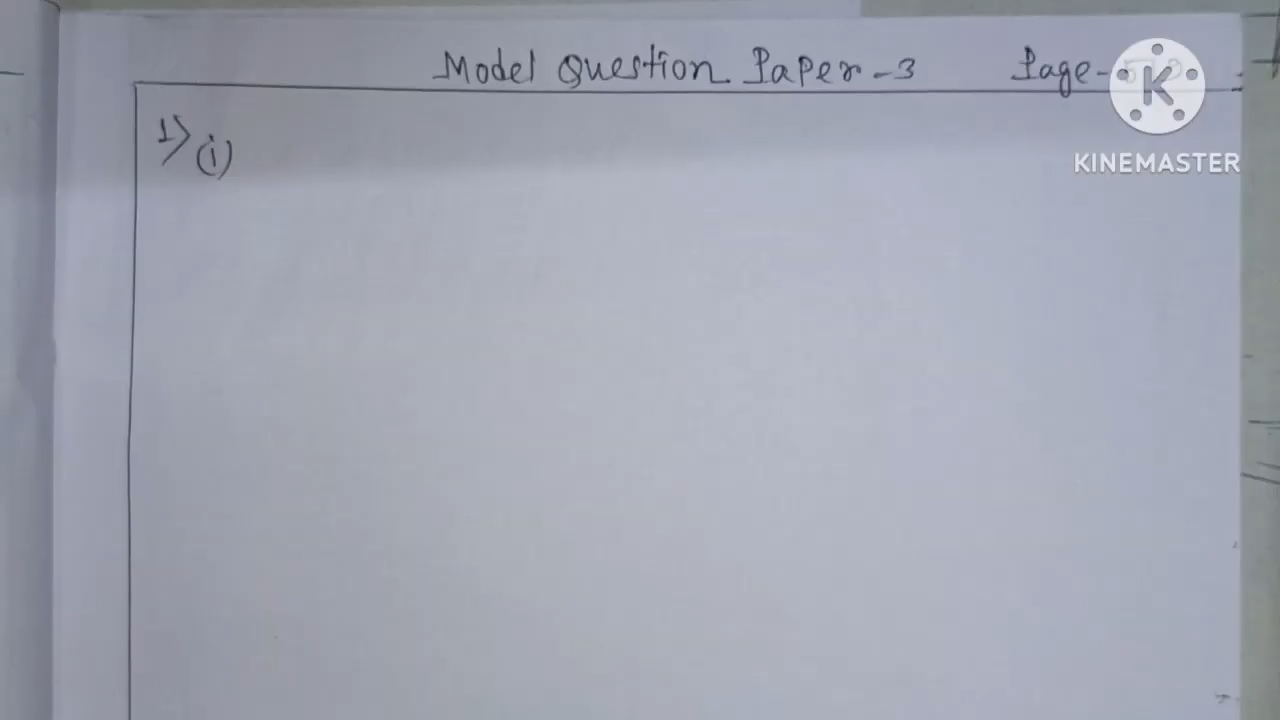 Model Question Paper - 3 Page-
KINEMASTER
1) (i)